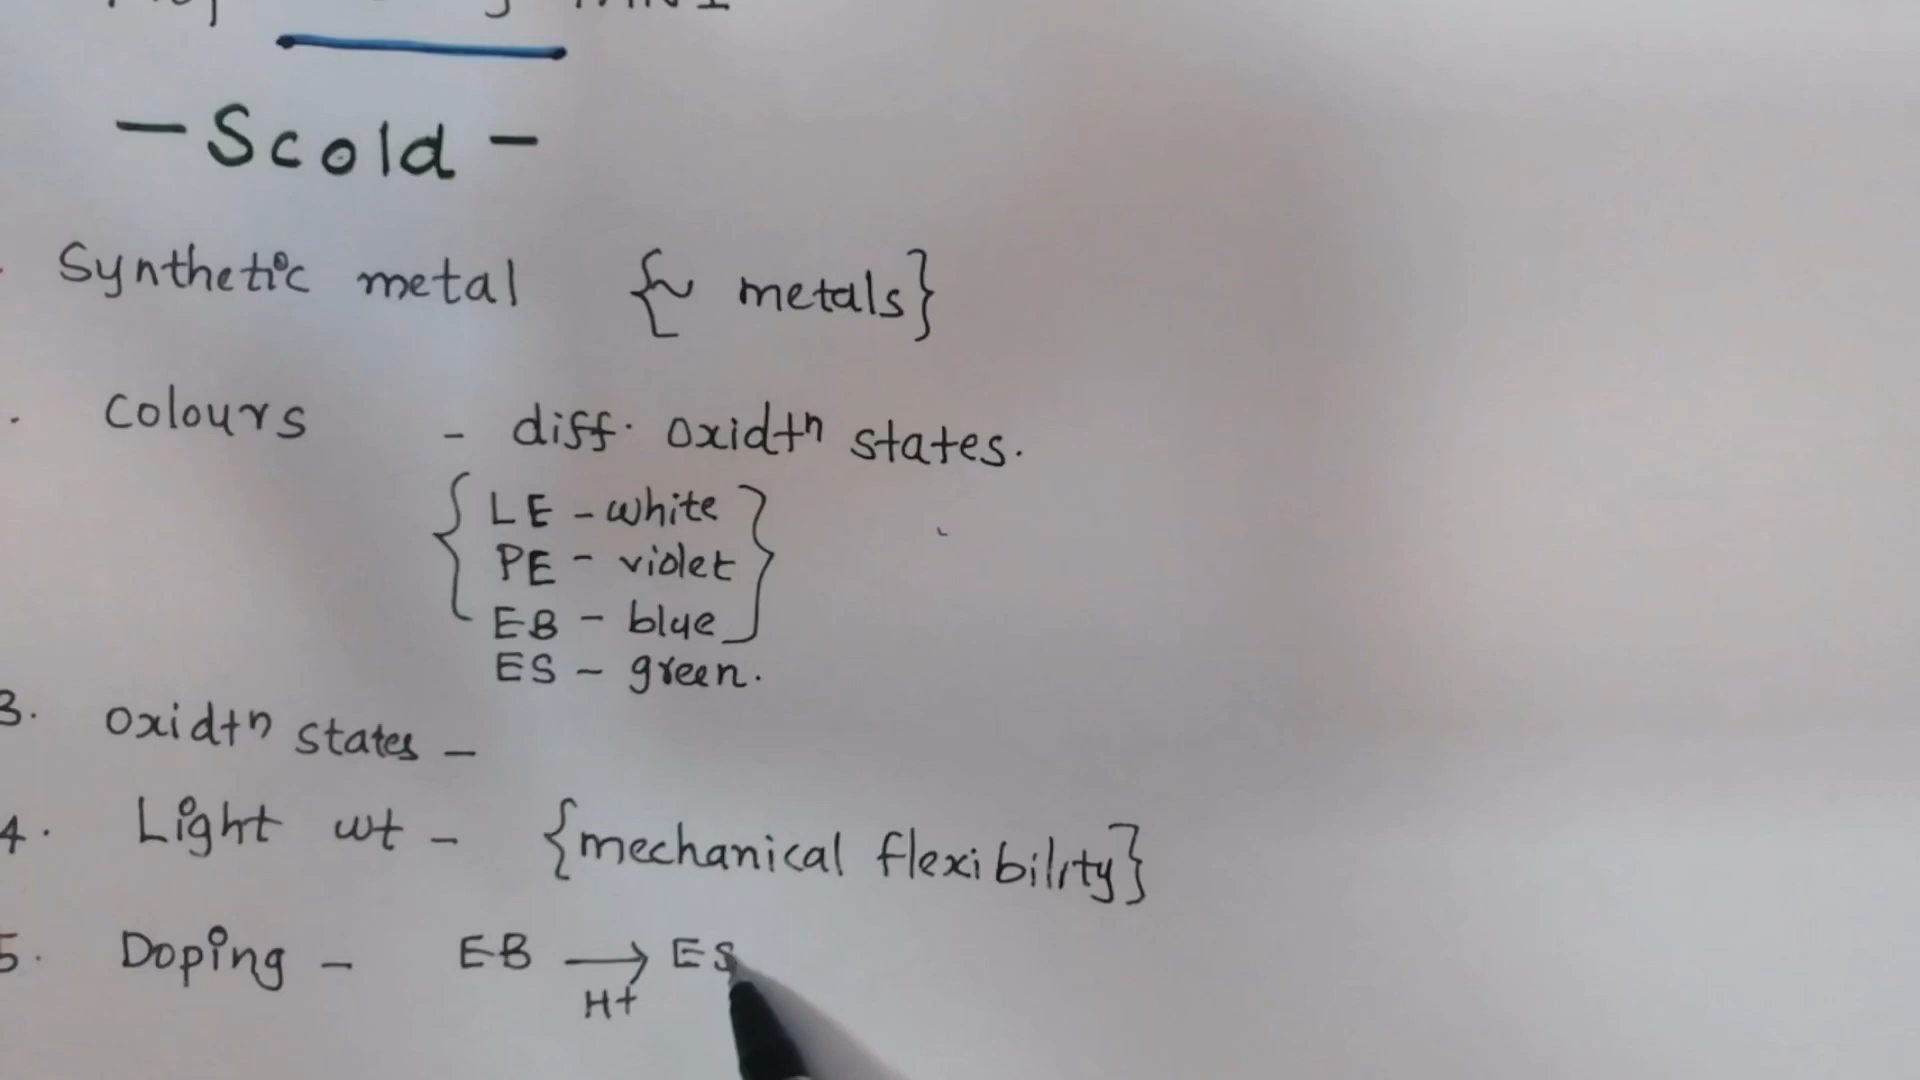 - Scold -
Synthetic metal {~ metals}
. Colours - diff. oxidtⁿ states.
{ LE - white }
PE - violet
EB - blue
ES - green.
3. Oxidtⁿ states -
4. Light wt - {mechanical flexibility}
5. Doping - EB → ES
H+